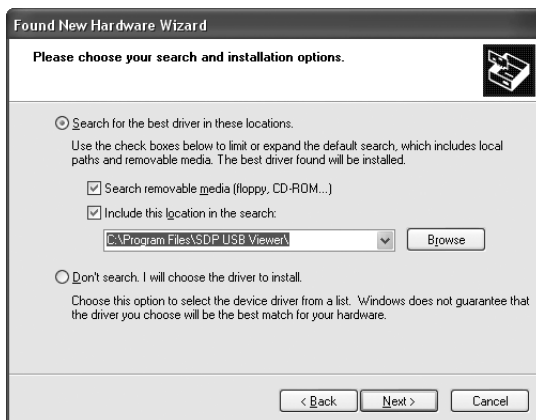 Found New Hardware Wizard
Please choose your search and installation options.
Search for the best driver in these locations.
Use the check boxes below to limit or expand the default search, which includes local
paths and removable media. The best driver found will be installed.
Search removable media (floppy, CD-ROM...)
Include this location in the search:
C:\Program Files\SDP USB Viewer\
Browse
Don't search. I will choose the driver to install.
Choose this option to select the device driver from a list. Windows does not guarantee that
the driver you choose will be the best match for your hardware.
< Back
Next >
Cancel